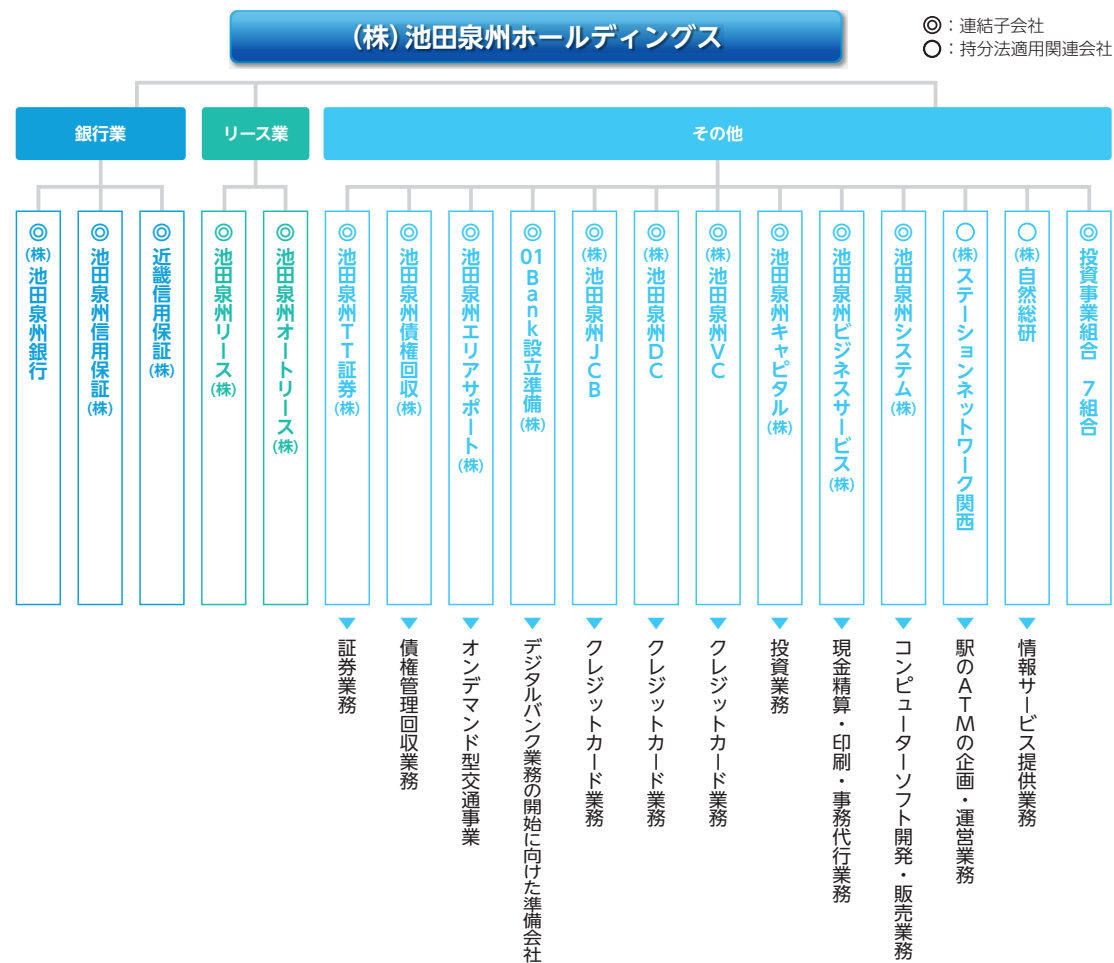 (株)池田泉州ホールディングス
◎：連結子会社
○：持分法適用関連会社
銀行業
リース業
その他
◎(株)池田泉州銀行
◎池田泉州信用保証(株)
◎近畿信用保証(株)
◎池田泉州リース(株)
◎池田泉州オートリース(株)
◎池田泉州TT証券(株)
◎池田泉州債権回収(株)
◎池田泉州エリアサポート(株)
◎01Bank設立準備(株)
◎(株)池田泉州JCB
◎(株)池田泉州DC
◎(株)池田泉州VC
◎池田泉州キャピタル(株)
◎池田泉州ビジネスサービス(株)
◎池田泉州システム(株)
○(株)ステーションネットワーク関西
○(株)自然総研
◎投資事業組合　7組合
証券業務
債権管理回収業務
オンデマンド型交通事業
デジタルバンク業務の開始に向けた準備会社
クレジットカード業務
クレジットカード業務
クレジットカード業務
投資業務
現金精算・印刷・事務代行業務
コンピューターソフト開発・販売業務
駅のATMの企画・運営業務
情報サービス提供業務